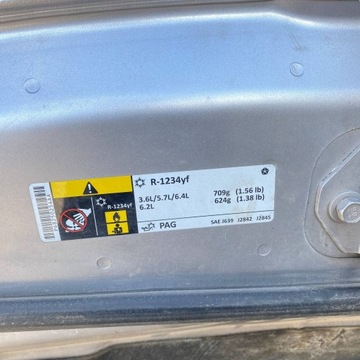 R-1234yf
R-1234yf
3.6L/5.7L/6.4L 709g (1.56 lb)
6.2L 624g (1.38 lb)
PAG SAE J639 J2842 J2845